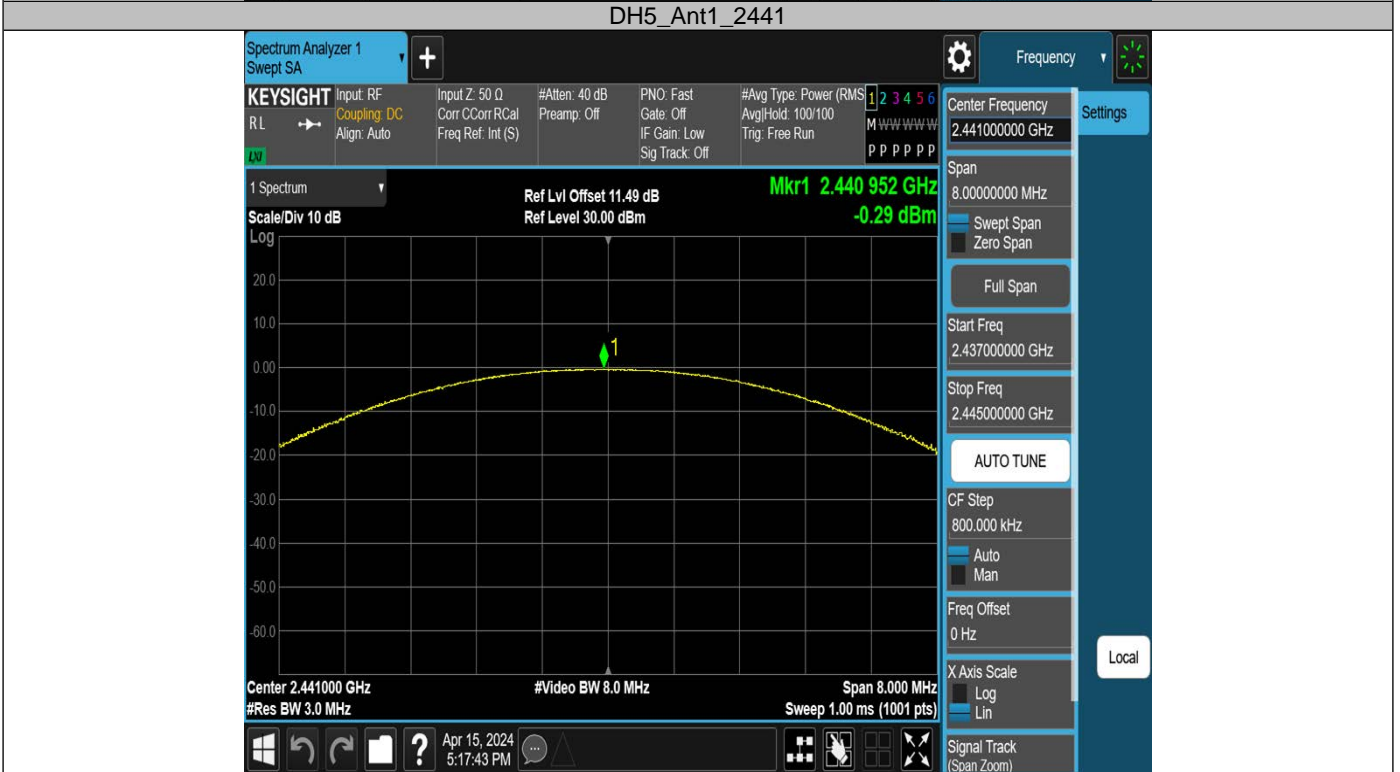 DH5_Ant1_2441
Spectrum Analyzer 1
Swept SA
+
Frequency
KEYSIGHT
R L
LXI
Input: RF
Coupling: DC
Align: Auto
Input Z: 50 Ω
Corr CCorr RCal
Freq Ref: Int (S)
#Atten: 40 dB
Preamp: Off
PNO: Fast
Gate: Off
IF Gain: Low
Sig Track: Off
#Avg Type: Power (RMS
Avg|Hold: 100/100
Trig: Free Run
1 2 3 4 5 6
M W W W W W
P P P P P P
1 Spectrum
Scale/Div 10 dB
Log
Ref Lvl Offset 11.49 dB
Ref Level 30.00 dBm
Mkr1 2.440 952 GHz
-0.29 dBm
20.0
10.0
0.00
-10.0
-20.0
-30.0
-40.0
-50.0
-60.0
1
Center 2.441000 GHz
#Res BW 3.0 MHz
#Video BW 8.0 MHz
Span 8.000 MHz
Sweep 1.00 ms (1001 pts)
Center Frequency
2.441000000 GHz
Settings
Span
8.00000000 MHz
Swept Span
Zero Span
Full Span
Start Freq
2.437000000 GHz
Stop Freq
2.445000000 GHz
AUTO TUNE
CF Step
800.000 kHz
Auto
Man
Freq Offset
0 Hz
X Axis Scale
Log
Lin
Local
Signal Track
(Span Zoom)
?
Apr 15, 2024
5:17:43 PM